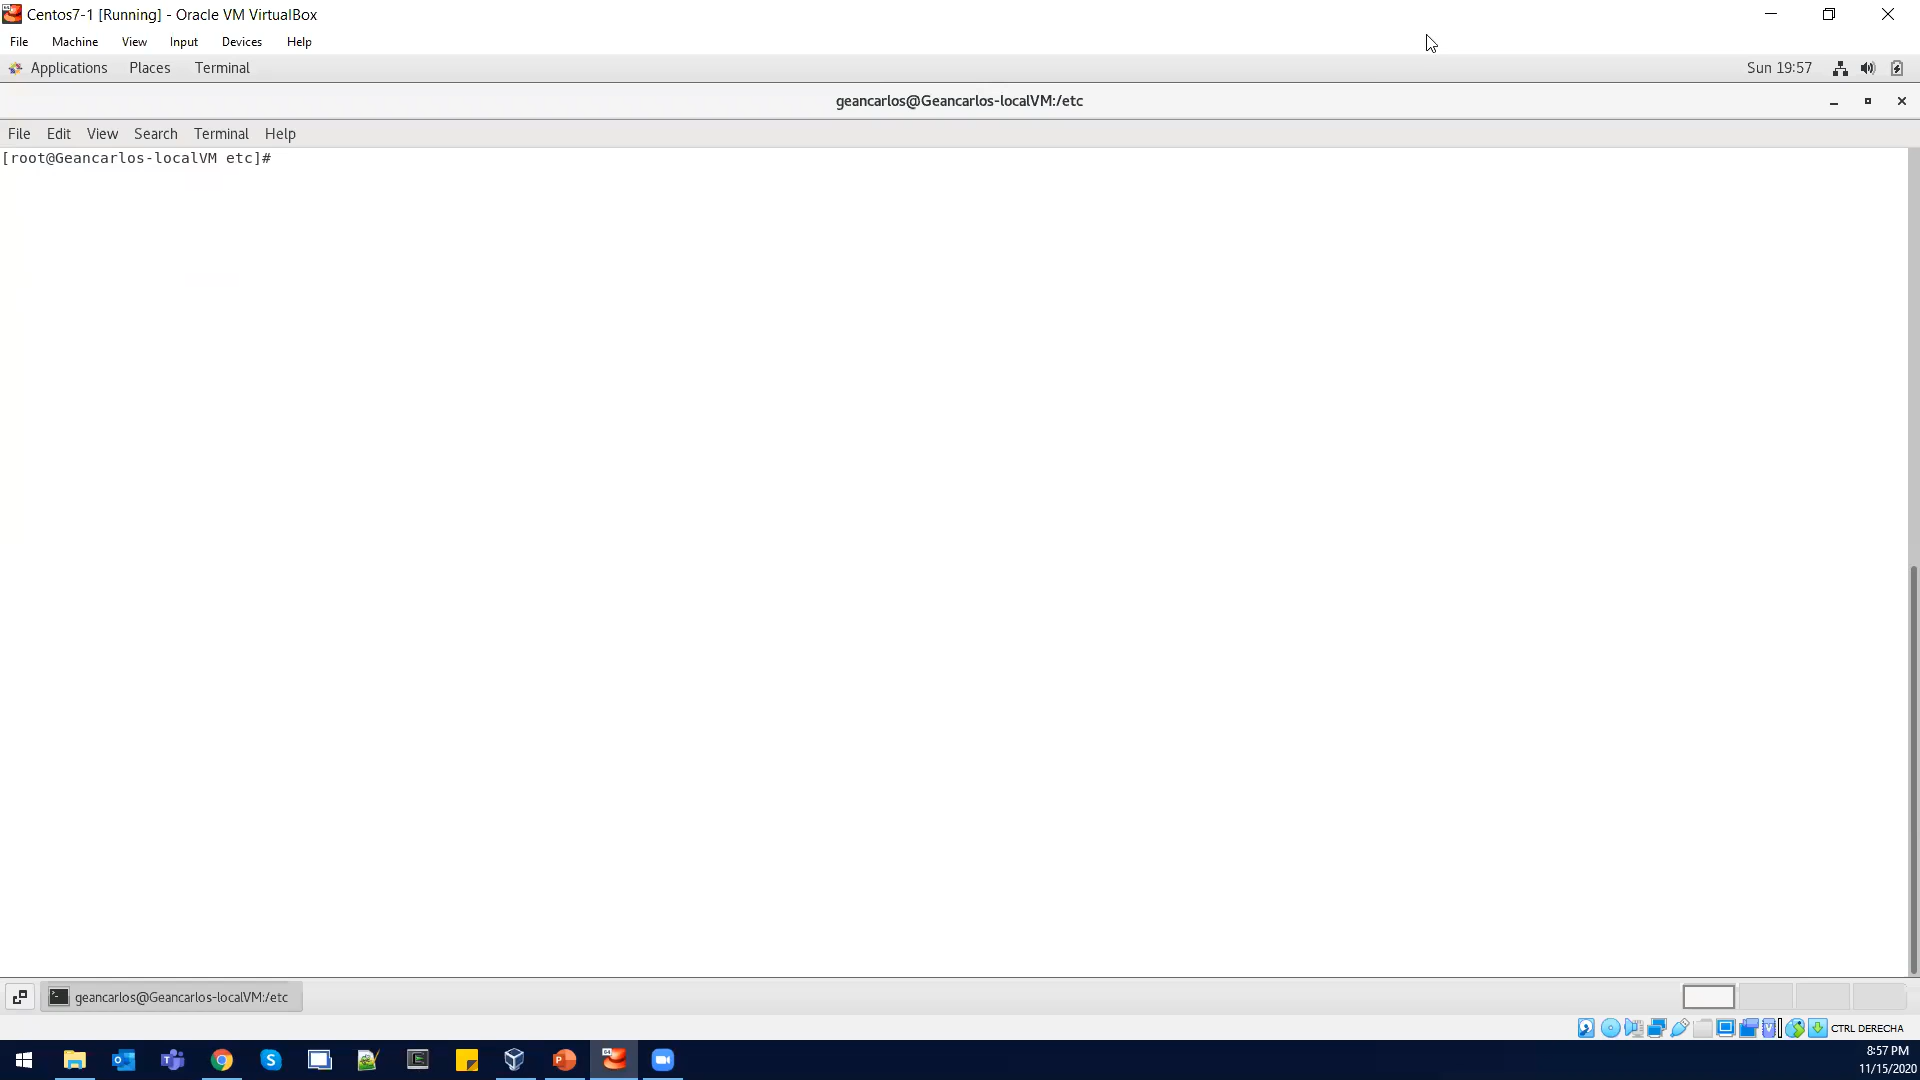 Centos7-1 [Running] - Oracle VM VirtualBox
File Machine View Input Devices Help
Applications Places Terminal Sun 19:57
geancarlos@Geancarlos-localVM:/etc
File Edit View Search Terminal Help
[root@Geancarlos-localVM etc]#
geancarlos@Geancarlos-localVM:/etc
CTRL DERECHA
8:57 PM
11/15/2020